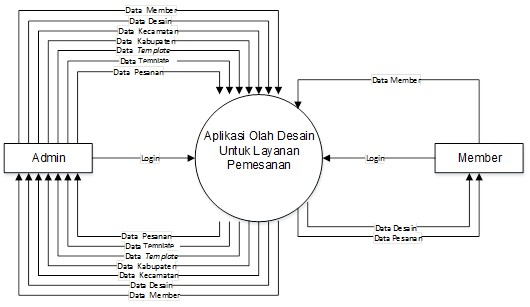 Data Member
Data Desain
Data Kecamatan
Data Kabupaten
Data Template
Data Template
Data Pesanan
Data Member
Aplikasi Olah Desain
Untuk Layanan
Pemesanan
Admin
Login
Login
Member
Data Desain
Data Pesanan
Data Pesanan
Data Template
Data Template
Data Kabupaten
Data Kecamatan
Data Desain
Data Member